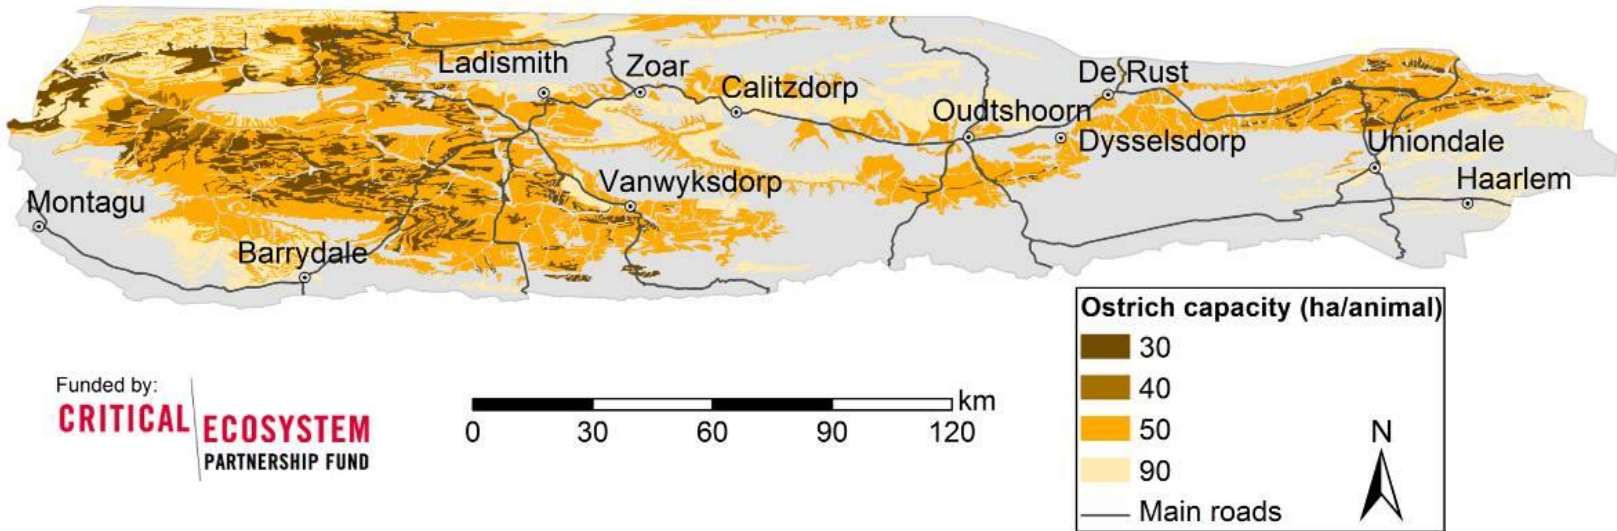 Ladismith
Zoar
Calitzdorp
De Rust
Oudtshoorn
Dysselsdorp
Uniondale
Haarlem
Vanwyksdorp
Montagu
Barrydale
Ostrich capacity (ha/animal)
30
40
50
90
Main roads
N
Funded by:
CRITICAL ECOSYSTEM
PARTNERSHIP FUND
km
0 30 60 90 120